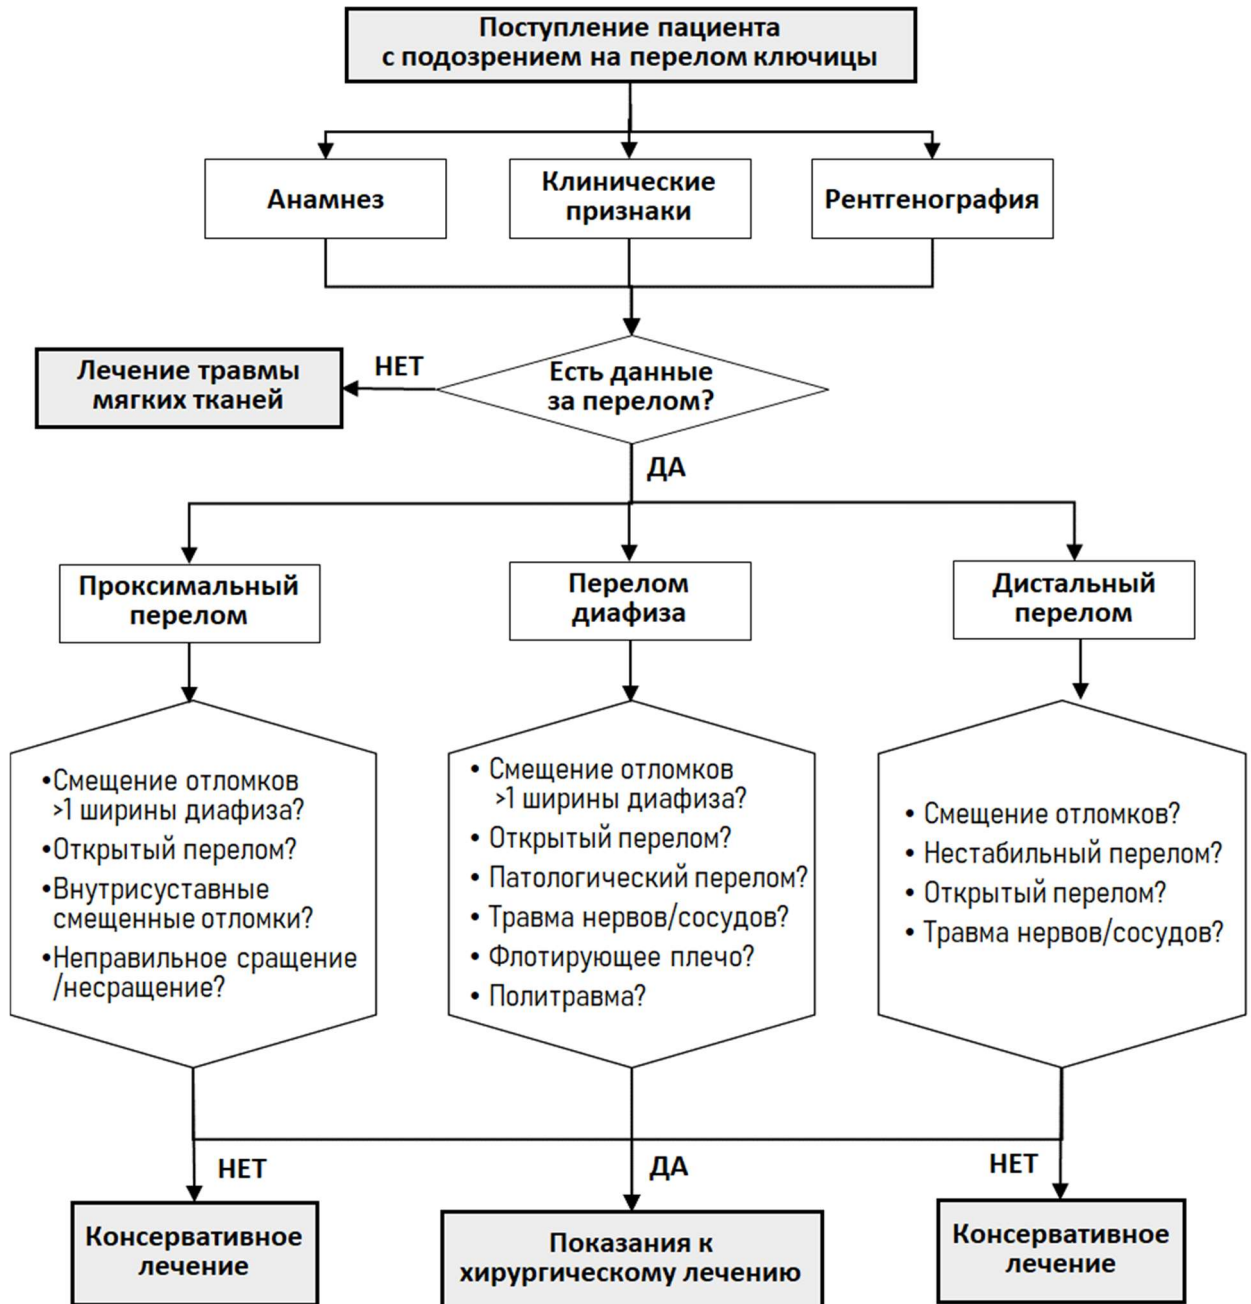 Поступление пациента
с подозрением на перелом ключицы
Анамнез
Клинические
признаки
Рентгенография
Есть данные
за перелом?
НЕТ
Лечение травмы
мягких тканей
ДА
Проксимальный
перелом
Перелом
диафиза
Дистальный
перелом
•Смещение отломков
>1 ширины диафиза?
•Открытый перелом?
•Внутрисуставные
смещенные отломки?
•Неправильное сращение
/несращение?
• Смещение отломков
>1 ширины диафиза?
• Открытый перелом?
• Патологический перелом?
• Травма нервов/сосудов?
• Флотирующее плечо?
• Политравма?
• Смещение отломков?
• Нестабильный перелом?
• Открытый перелом?
• Травма нервов/сосудов?
НЕТ
ДА
НЕТ
Консервативное
лечение
Показания к
хирургическому лечению
Консервативное
лечение